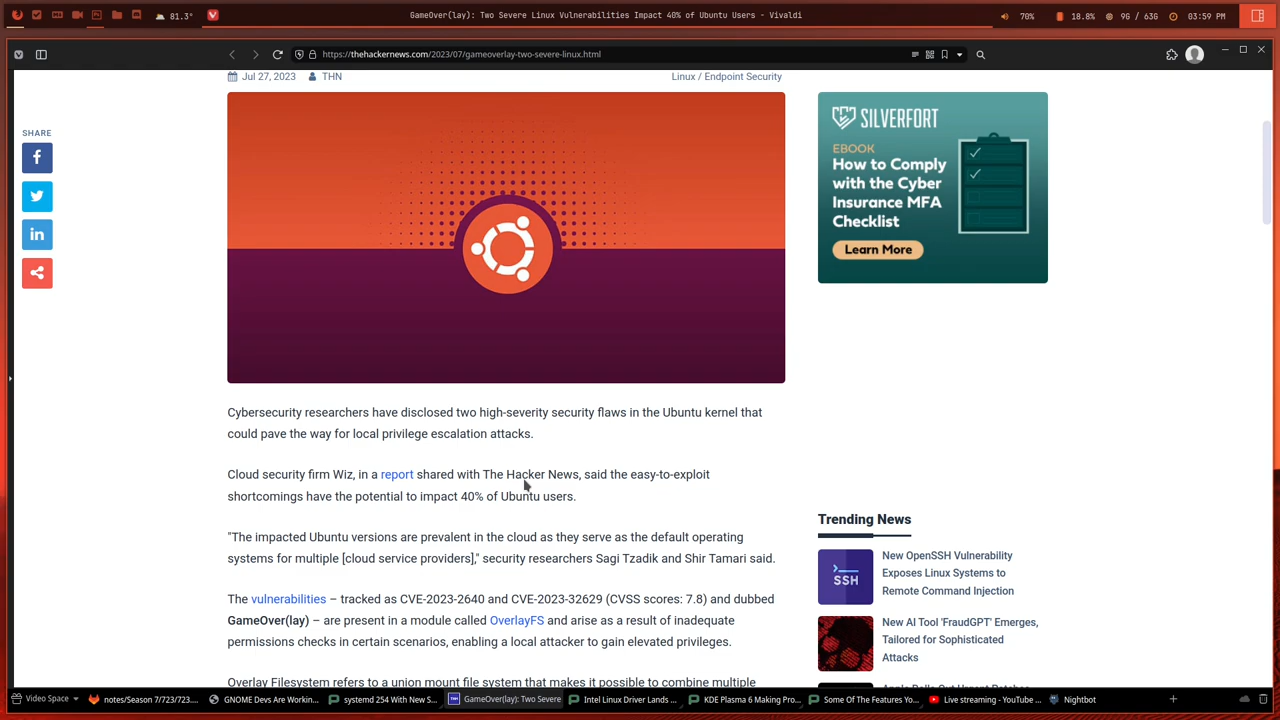 81.3°
GameOver(lay): Two Severe Linux Vulnerabilities Impact 40% of Ubuntu Users - Vivaldi
70%
18.8%
9G / 63G
03:59 PM
https://thehackernews.com/2023/07/gameoverlay-two-severe-linux.html
Jul 27, 2023 THN
Linux / Endpoint Security
SHARE
SILVERFORT
EBOOK
How to Comply
with the Cyber
Insurance MFA
Checklist
Learn More
Cybersecurity researchers have disclosed two high-severity security flaws in the Ubuntu kernel that
could pave the way for local privilege escalation attacks.
Cloud security firm Wiz, in a report shared with The Hacker News, said the easy-to-exploit
shortcomings have the potential to impact 40% of Ubuntu users.
"The impacted Ubuntu versions are prevalent in the cloud as they serve as the default operating
systems for multiple [cloud service providers]," security researchers Sagi Tzadik and Shir Tamari said.
The vulnerabilities – tracked as CVE-2023-2640 and CVE-2023-32629 (CVSS scores: 7.8) and dubbed
GameOver(lay) – are present in a module called OverlayFS and arise as a result of inadequate
permissions checks in certain scenarios, enabling a local attacker to gain elevated privileges.
Overlay Filesystem refers to a union mount file system that makes it possible to combine multiple
Trending News
SSH
New OpenSSH Vulnerability
Exposes Linux Systems to
Remote Command Injection
New AI Tool 'FraudGPT' Emerges,
Tailored for Sophisticated
Attacks
Video Space
notes/Season 7/723/723....
GNOME Devs Are Workin...
systemd 254 With New S...
THN
GameOver(lay): Two Severe
Intel Linux Driver Lands ...
KDE Plasma 6 Making Pro...
Some Of The Features Yo...
Live streaming - YouTube ...
Nightbot